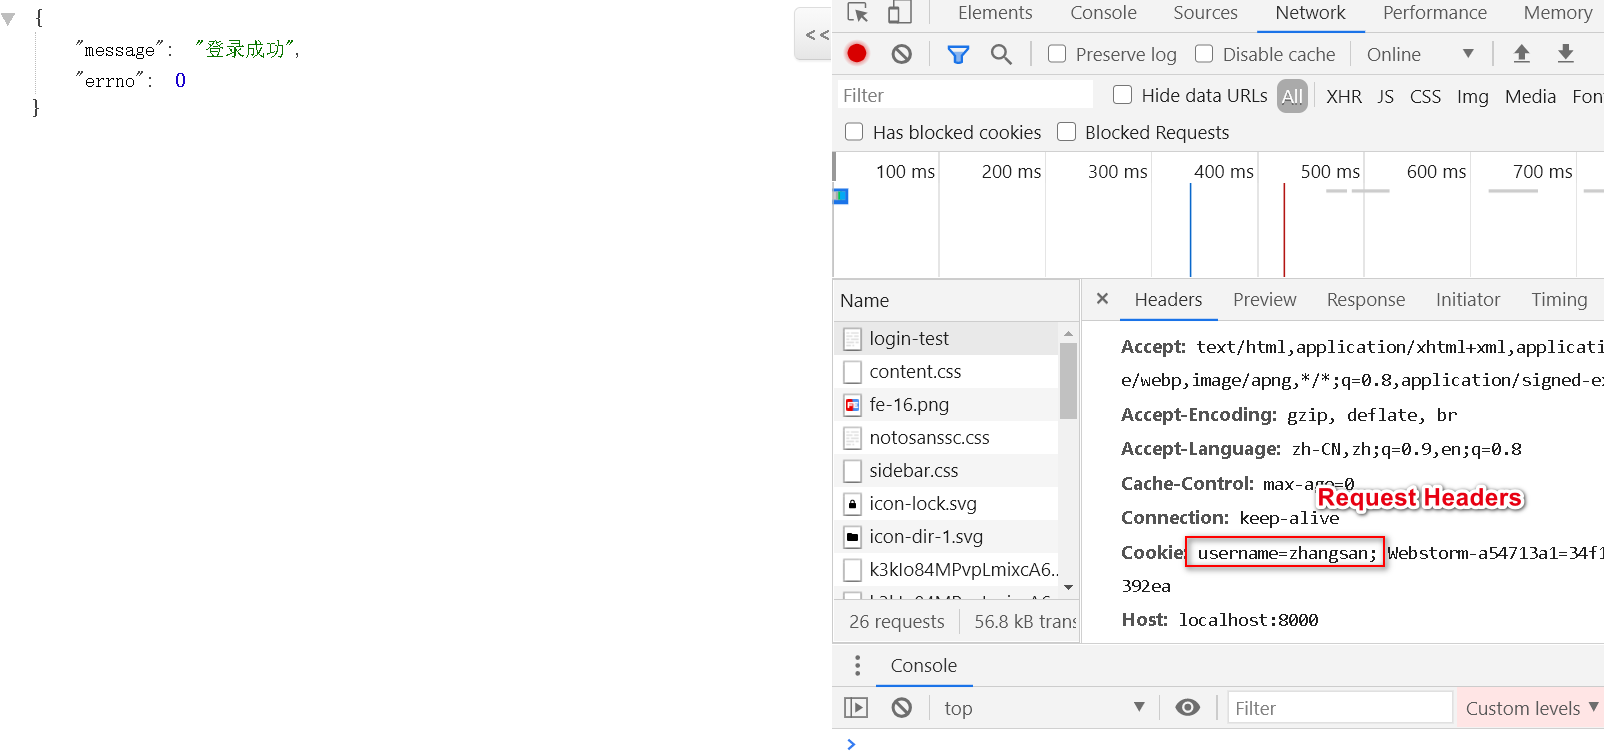 {
"message": "登录成功",
"errno": 0
}
<<
Elements Console Sources Network Performance Memory
Preserve log Disable cache Online
Filter Hide data URLs All XHR JS CSS Img Media Fon
Has blocked cookies Blocked Requests
100 ms 200 ms 300 ms 400 ms 500 ms 600 ms 700 ms
Name
login-test
content.css
fe-16.png
notosanssc.css
sidebar.css
icon-lock.svg
icon-dir-1.svg
k3kIo84MPvpLmixcA6..
26 requests 56.8 kB trans
× Headers Preview Response Initiator Timing
Accept: text/html,application/xhtml+xml,applicati
e/webp,image/apng,*/*;q=0.8,application/signed-ex
Accept-Encoding: gzip, deflate, br
Accept-Language: zh-CN,zh;q=0.9,en;q=0.8
Cache-Control: max-age=0
Request Headers
Connection: keep-alive
Cookie: username=zhangsan; Webstorm-a54713a1=34f1
392ea
Host: localhost:8000
Console
top Filter Custom levels